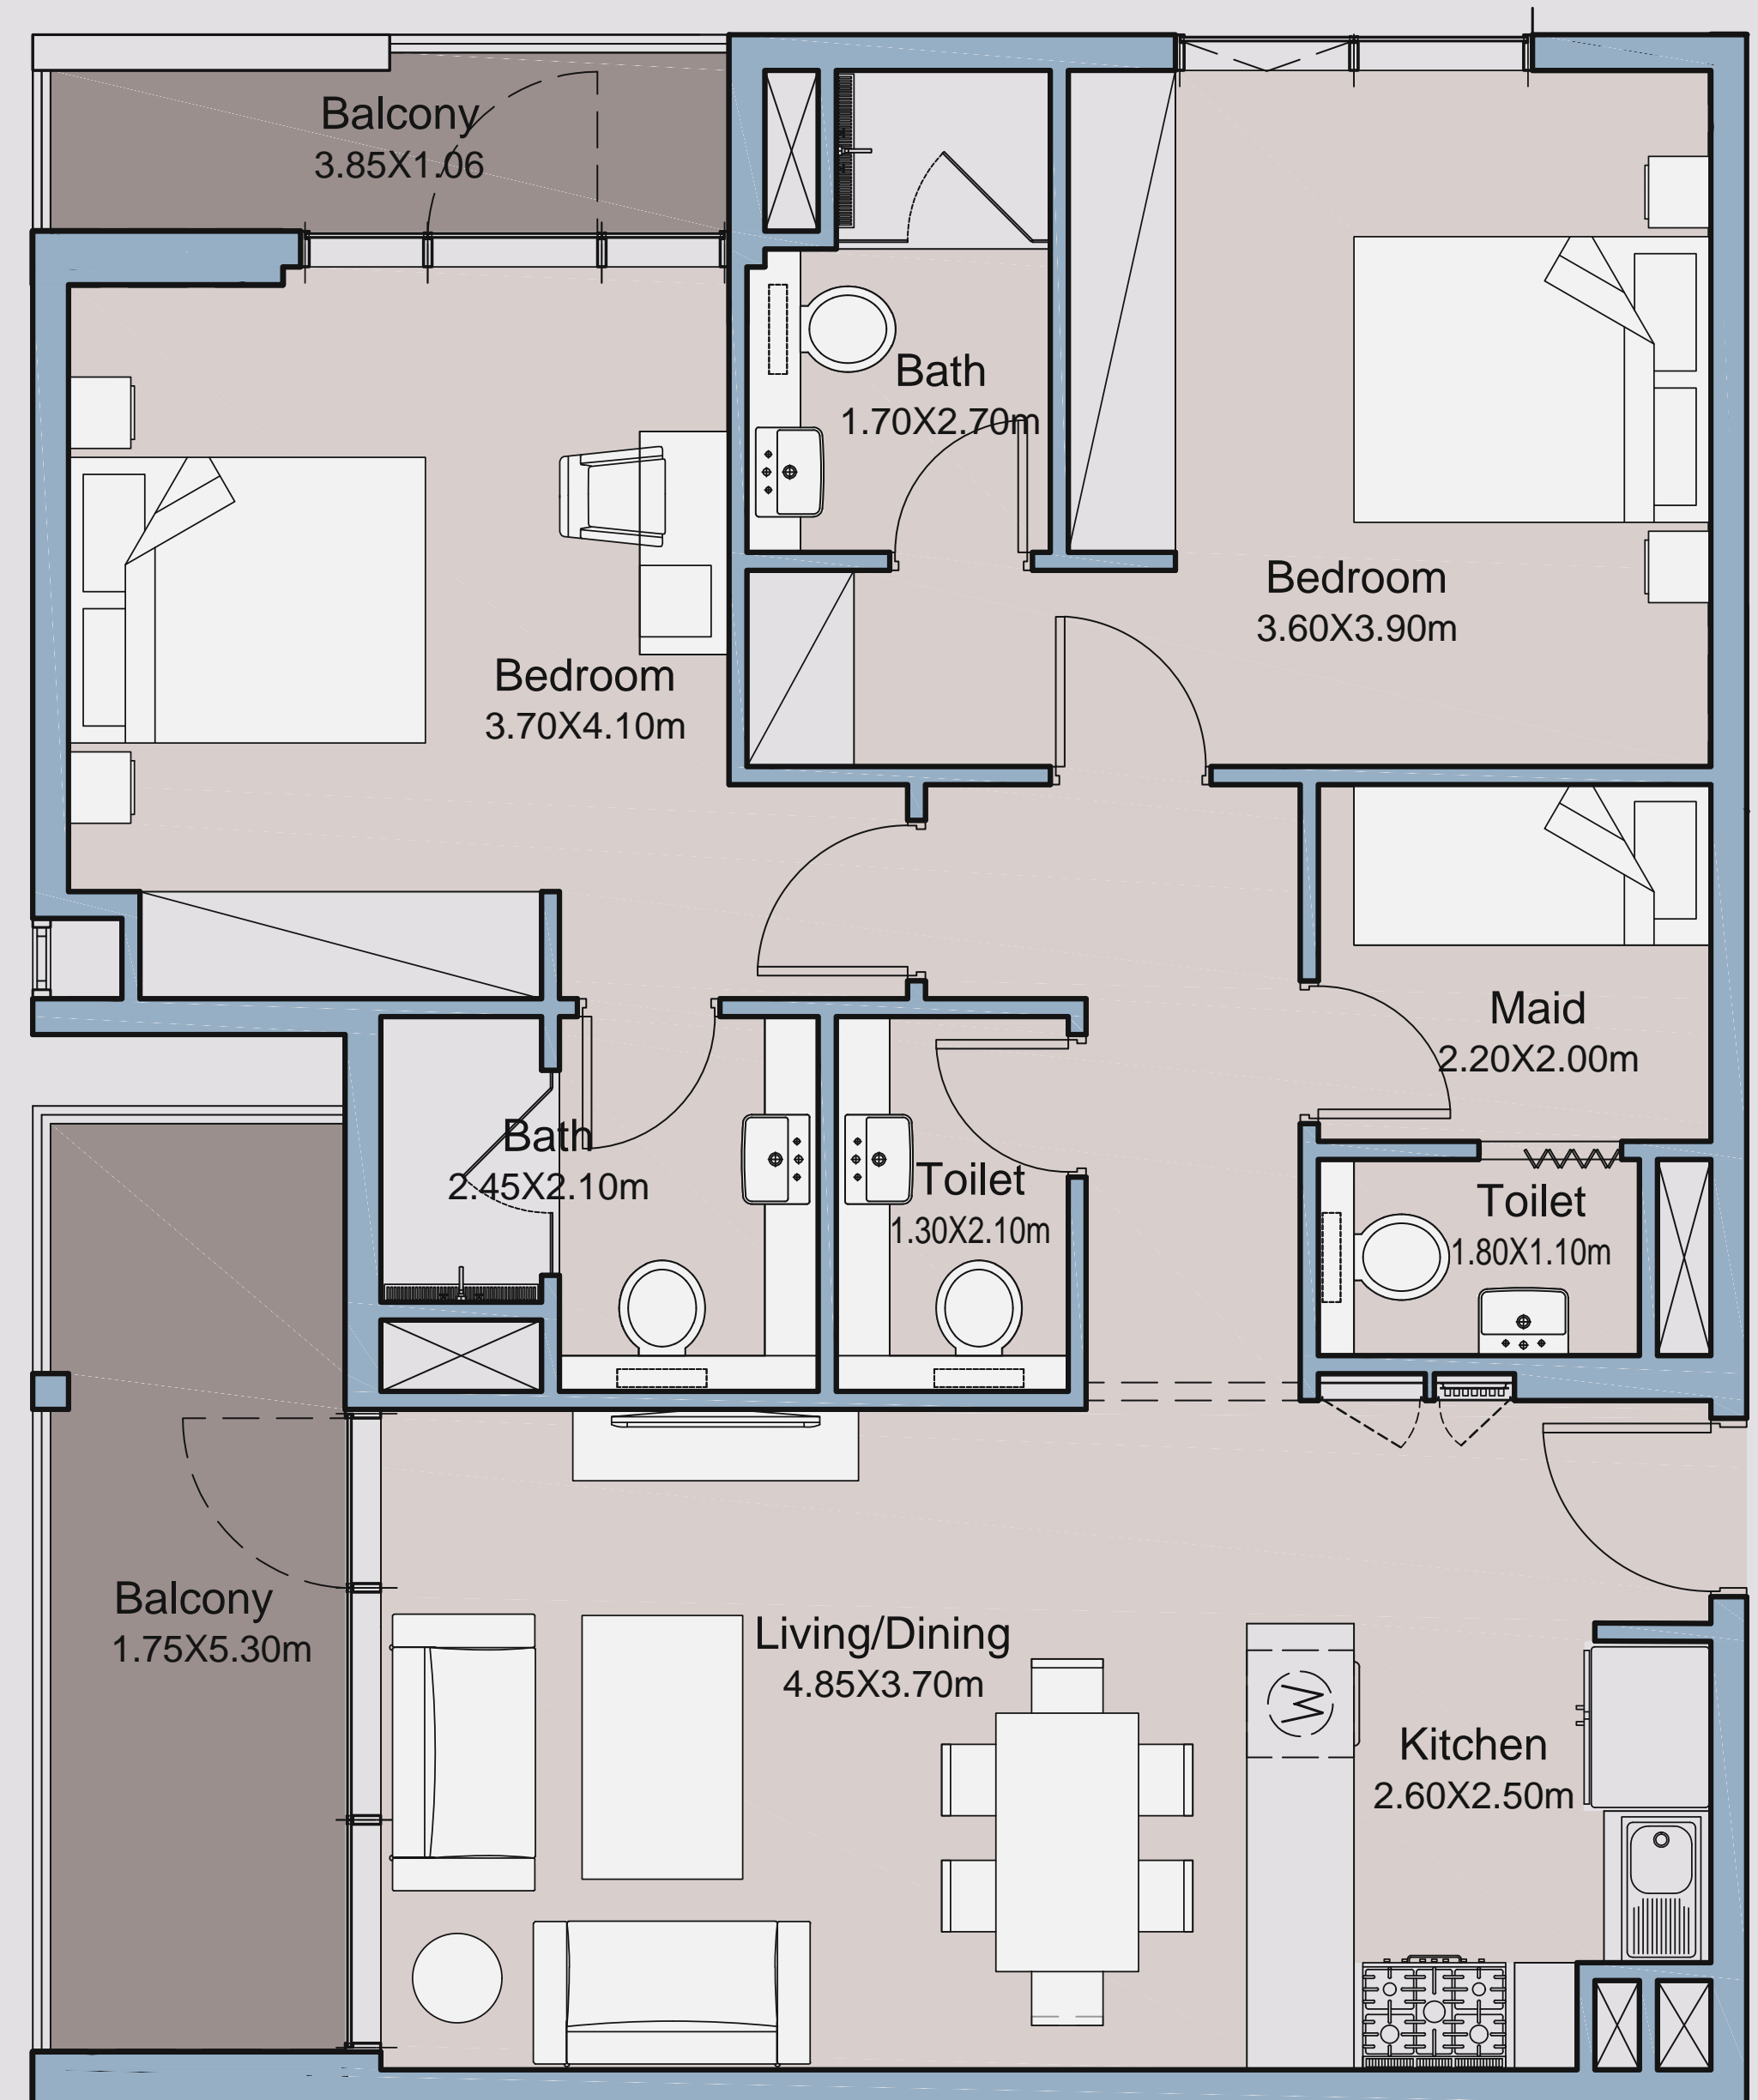 Balcony
3.85X1.06
Bath
1.70X2.70m
Bedroom
3.60X3.90m
Bedroom
3.70X4.10m
Maid
2.20X2.00m
Bath
2.45X2.10m
Toilet
1.30X2.10m
Toilet
1.80X1.10m
Balcony
1.75X5.30m
Living/Dining
4.85X3.70m
W
Kitchen
2.60X2.50m